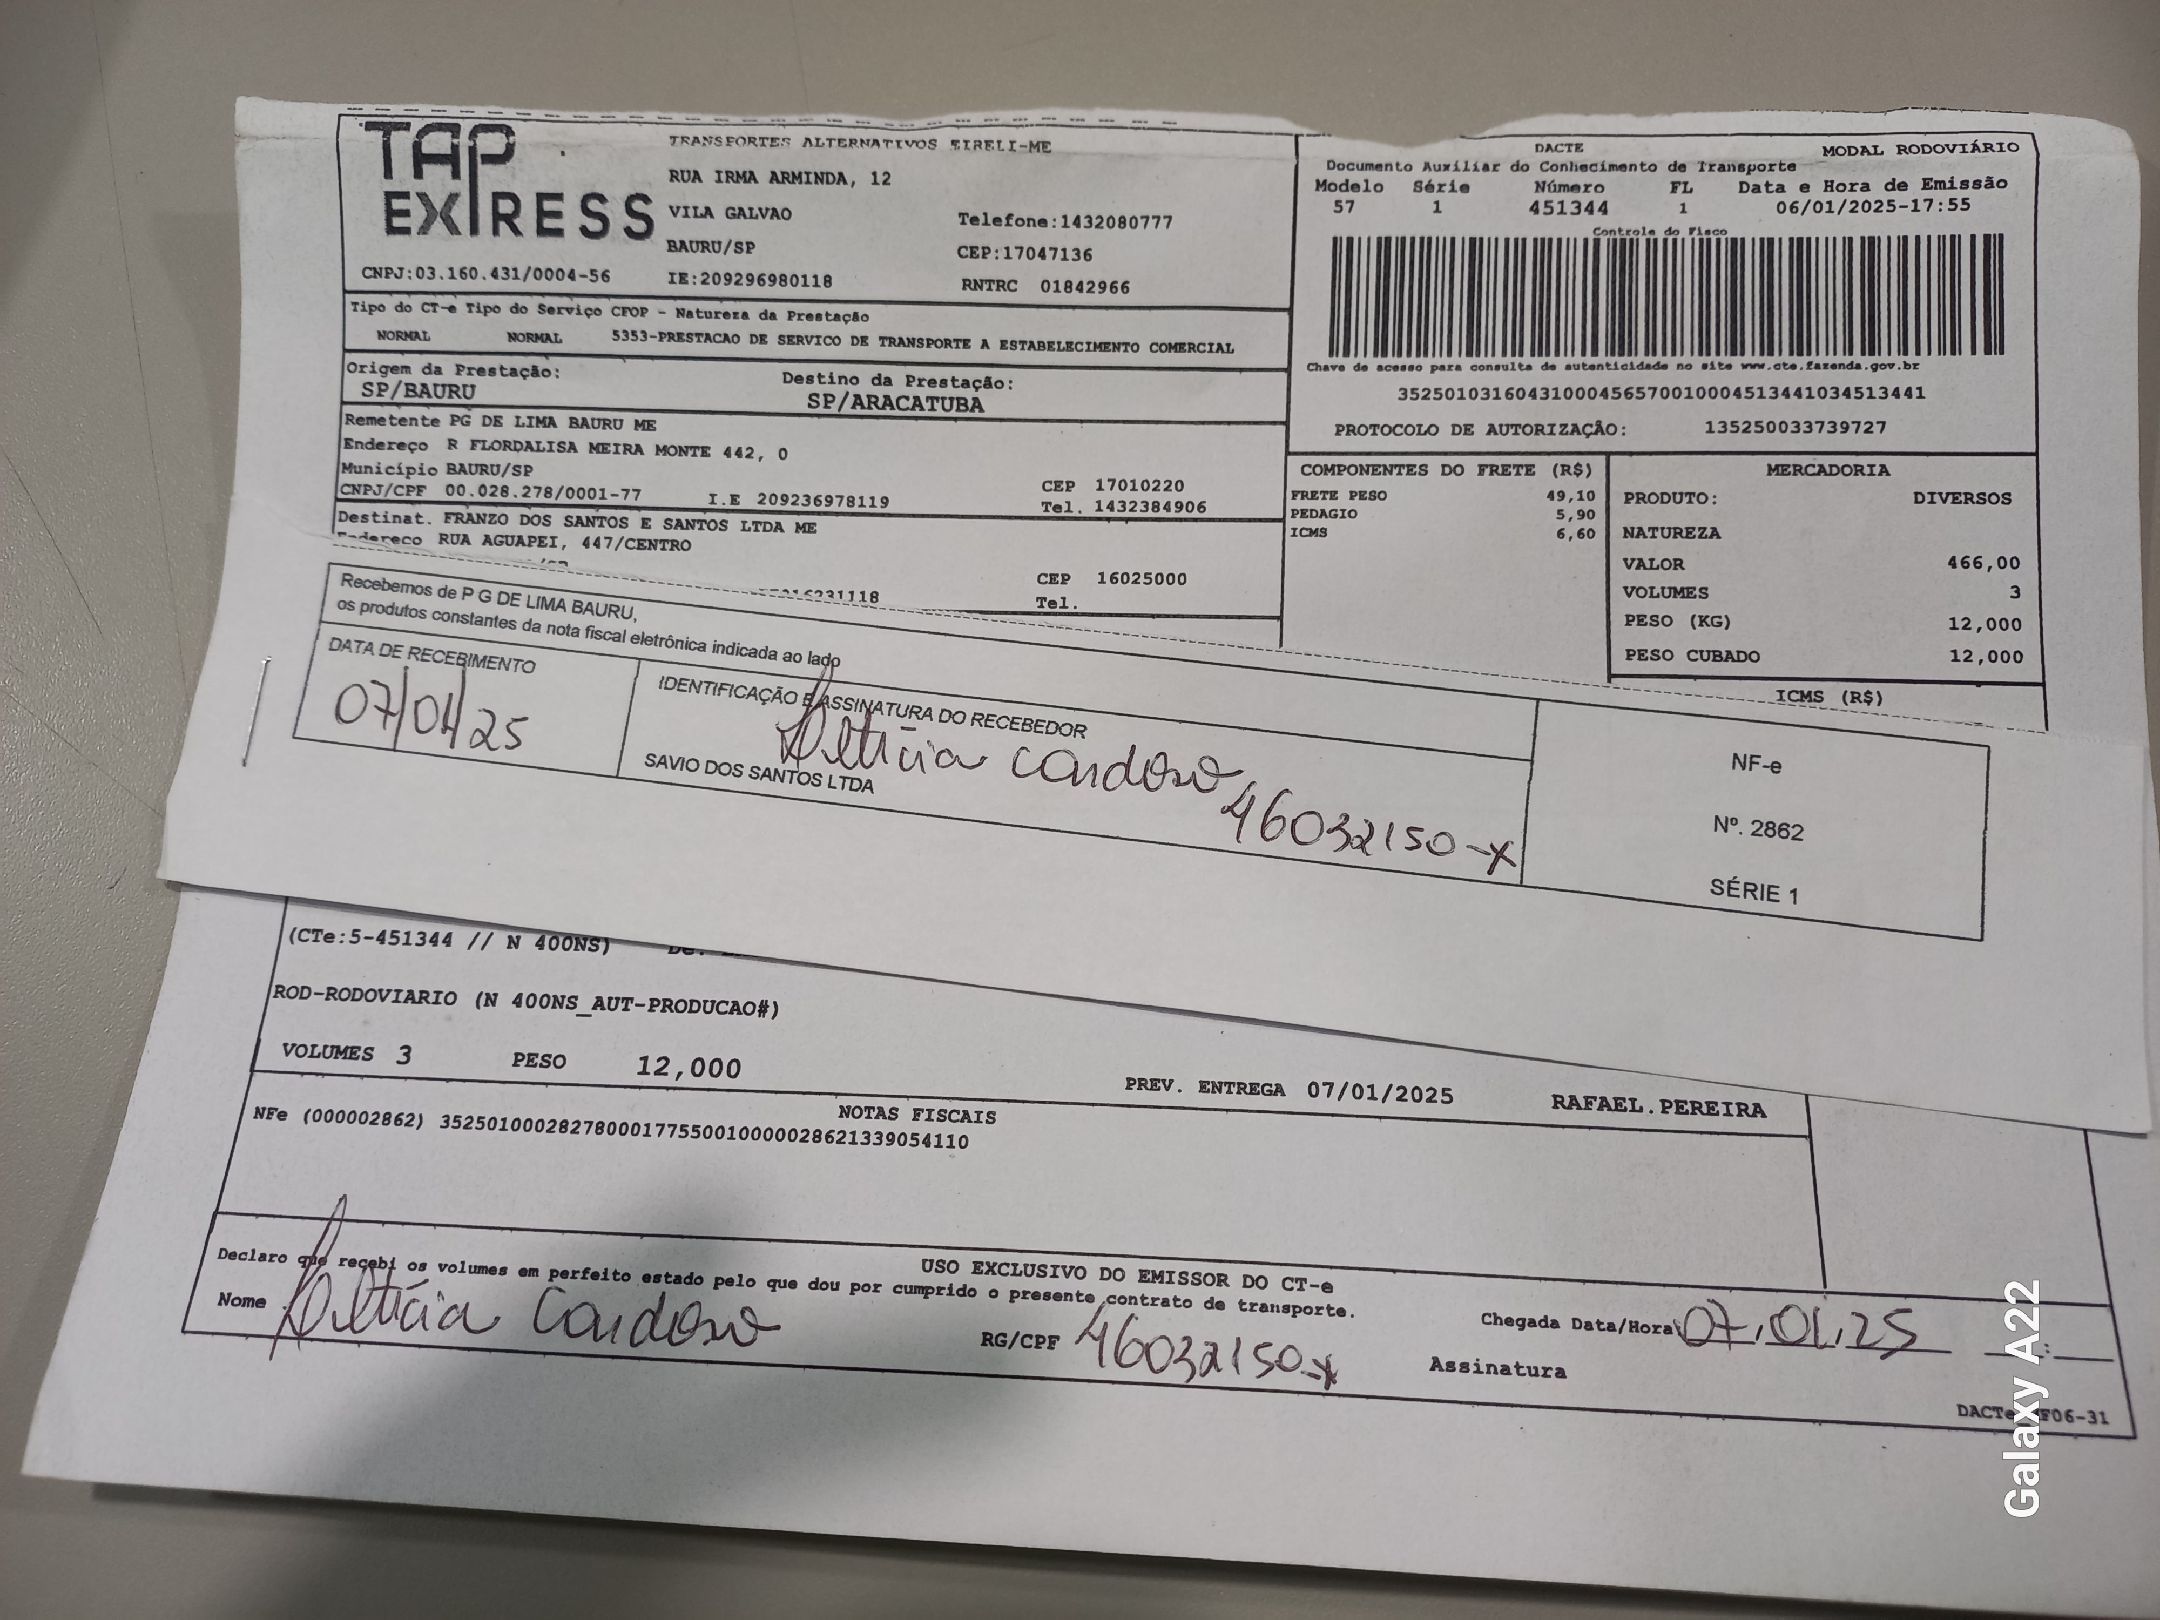 TAP EXPRESS
TRANSPORTES ALTERNATIVOS EIRELI-ME
RUA IRMA ARMINDA, 12
VILA GALVAO Telefone:1432080777
BAURU/SP CEP:17047136
CNPJ:03.160.431/0004-56 IE:209296980118 RNTRC 01842966
DACTE MODAL RODOVIÁRIO
Documento Auxiliar do Conhecimento de Transporte
Modelo Série Número FL Data e Hora de Emissão
57 1 451344 1 06/01/2025-17:55
Controle do Fisco
Chave de acesso para consulta de autenticidade no site www.cte.fazenda.gov.br
35250103160431000456570010004513441034513441
PROTOCOLO DE AUTORIZAÇÃO: 135250033739727
Tipo do CT-e Tipo do Serviço CFOP - Natureza da Prestação
NORMAL NORMAL 5353-PRESTACAO DE SERVICO DE TRANSPORTE A ESTABELECIMENTO COMERCIAL
Origem da Prestação: Destino da Prestação:
SP/BAURU SP/ARACATUBA
Remetente PG DE LIMA BAURU ME
Endereço R FLORDALISA MEIRA MONTE 442, 0
Município BAURU/SP CEP 17010220
CNPJ/CPF 00.028.278/0001-77 I.E 209236978119 Tel. 1432384906
Destinat. FRANZO DOS SANTOS E SANTOS LTDA ME
Endereco RUA AGUAPEI, 447/CENTRO
CEP 16025000
16231118 Tel.
COMPONENTES DO FRETE (R$)
FRETE PESO 49,10
PEDAGIO 5,90
ICMS 6,60
MERCADORIA
PRODUTO: DIVERSOS
NATUREZA
VALOR 466,00
VOLUMES 3
PESO (KG) 12,000
PESO CUBADO 12,000
ICMS (R$)
Recebemos de P G DE LIMA BAURU,
os produtos constantes da nota fiscal eletrônica indicada ao lado
DATA DE RECEBIMENTO
07/01/25
IDENTIFICAÇÃO E ASSINATURA DO RECEBEDOR
Letícia Cardoso
SAVIO DOS SANTOS LTDA
46032150-x
NF-e
Nº. 2862
SÉRIE 1
(CTe:5-451344 // N 400NS)
ROD-RODOVIARIO (N 400NS_AUT-PRODUCAO#)
VOLUMES 3 PESO 12,000 PREV. ENTREGA 07/01/2025 RAFAEL.PEREIRA
NOTAS FISCAIS
NFe (000002862) 35250100028278000177550010000028621339054110
USO EXCLUSIVO DO EMISSOR DO CT-e
Declaro que recebi os volumes em perfeito estado pelo que dou por cumprido o presente contrato de transporte.
Nome Letícia Cardoso RG/CPF 46032150-x Chegada Data/Hora 07.01.25
Assinatura
DACTe F06-31
Galaxy A22